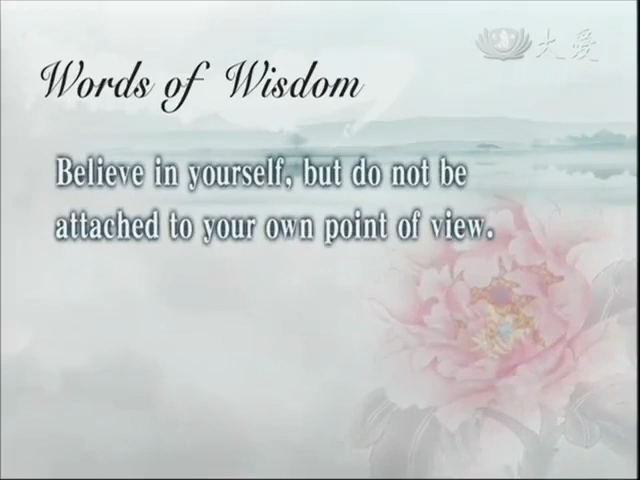 大愛
Words of Wisdom
Believe in yourself, but do not be
attached to your own point of view.